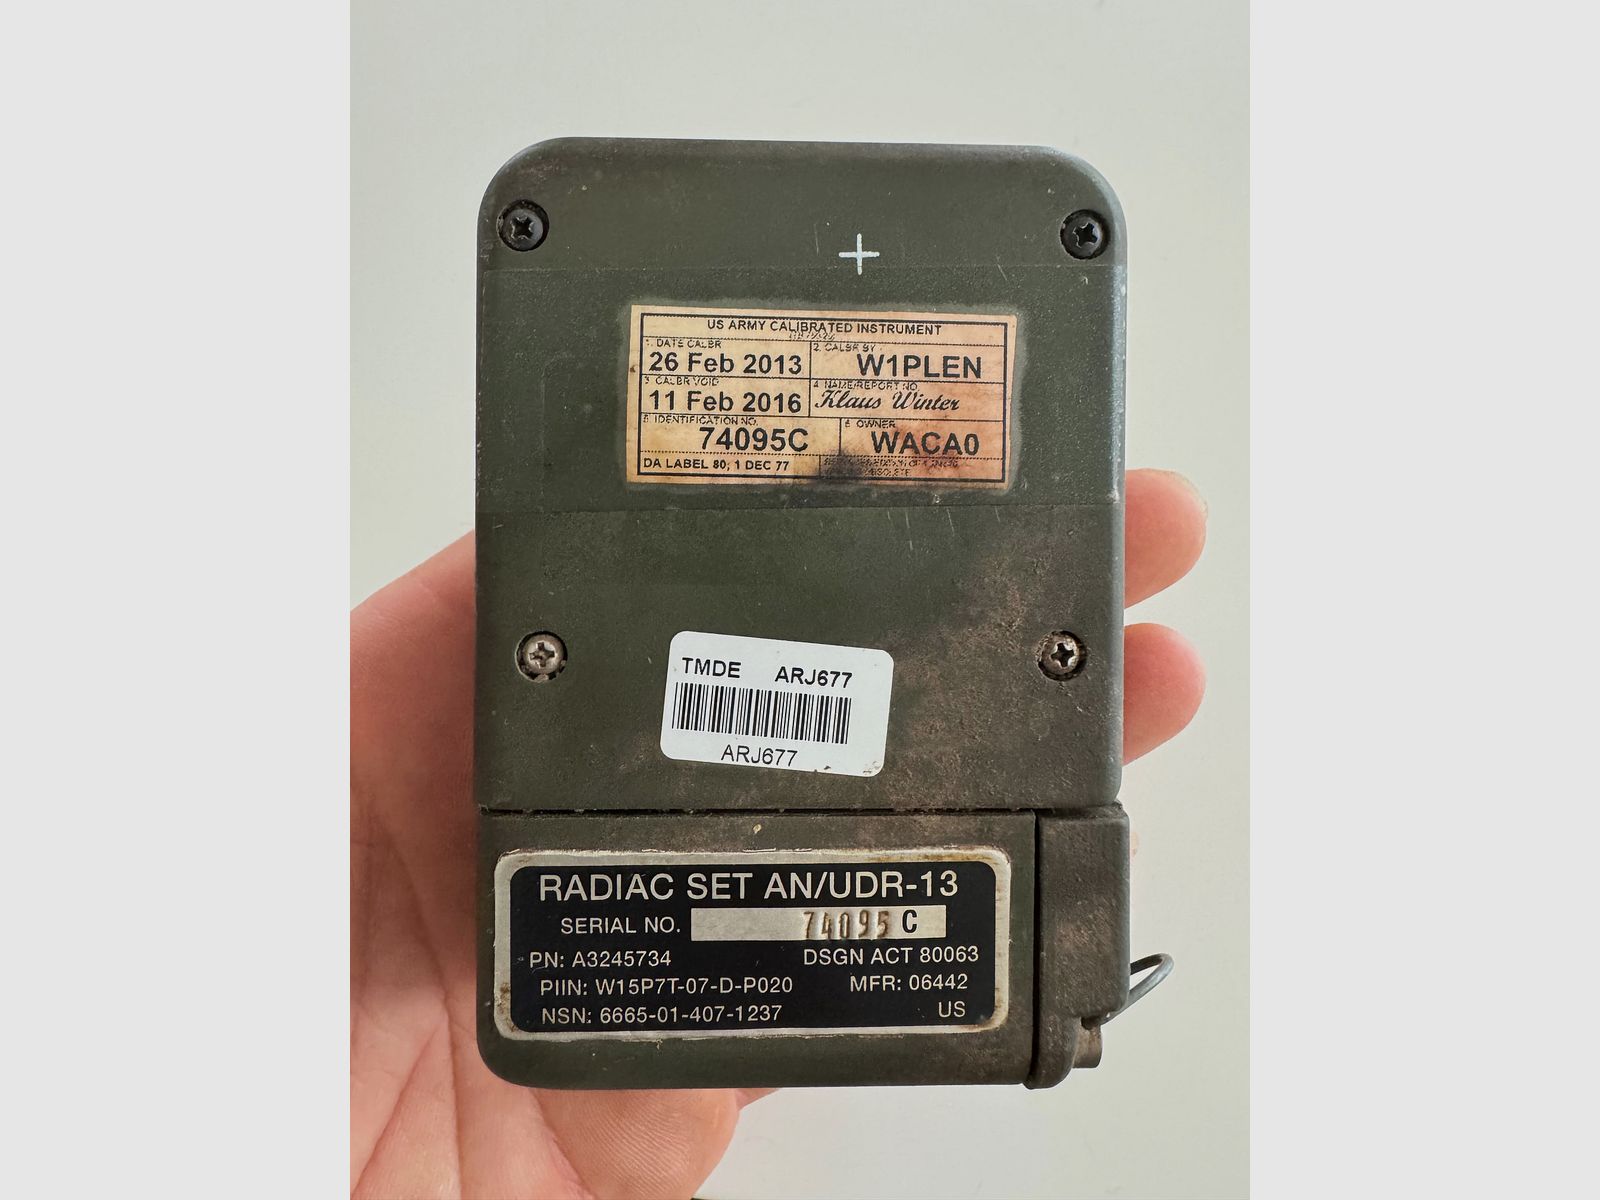 US ARMY CALIBRATED INSTRUMENT
1. DATE CALBR
26 Feb 2013
2. CALBR BY
W1PLEN
3. CALBR VOID
11 Feb 2016
4. NAME/REPORT NO.
Klaus Winter
5. IDENTIFICATION NO.
74095C
6. OWNER
WACA0
DA LABEL 80, 1 DEC 77
TMDE ARJ677
ARJ677
RADIAC SET AN/UDR-13
SERIAL NO. 74095 C
PN: A3245734 DSGN ACT 80063
PIIN: W15P7T-07-D-P020 MFR: 06442
NSN: 6665-01-407-1237 US